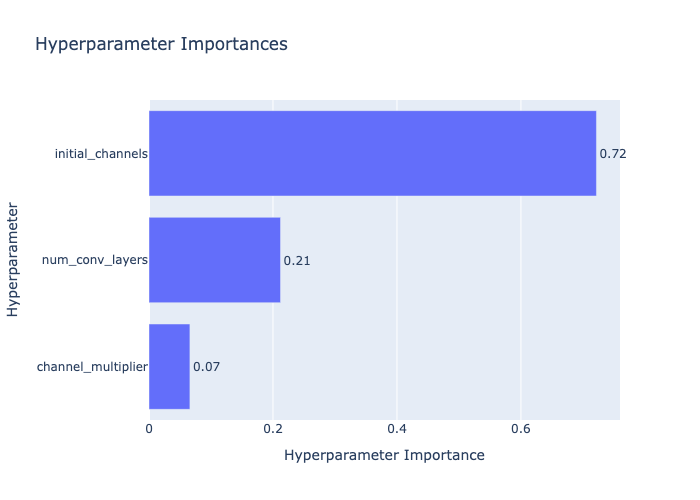 Hyperparameter Importances
initial_channels
0.72
num_conv_layers
0.21
channel_multiplier
0.07
Hyperparameter
0
0.2
0.4
0.6
Hyperparameter Importance